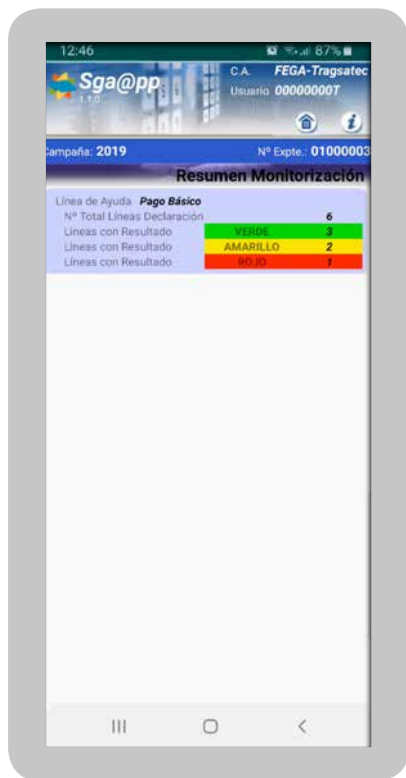 12:46 87%
Sga@pp
1.1.0
C.A. FEGA-Tragsatec
Usuario 00000000T
Campaña: 2019 Nº Expte.: 01000003
Resumen Monitorización
Línea de Ayuda Pago Básico
Nº Total Líneas Declaración 6
Líneas con Resultado VERDE 3
Líneas con Resultado AMARILLO 2
Líneas con Resultado ROJO 1